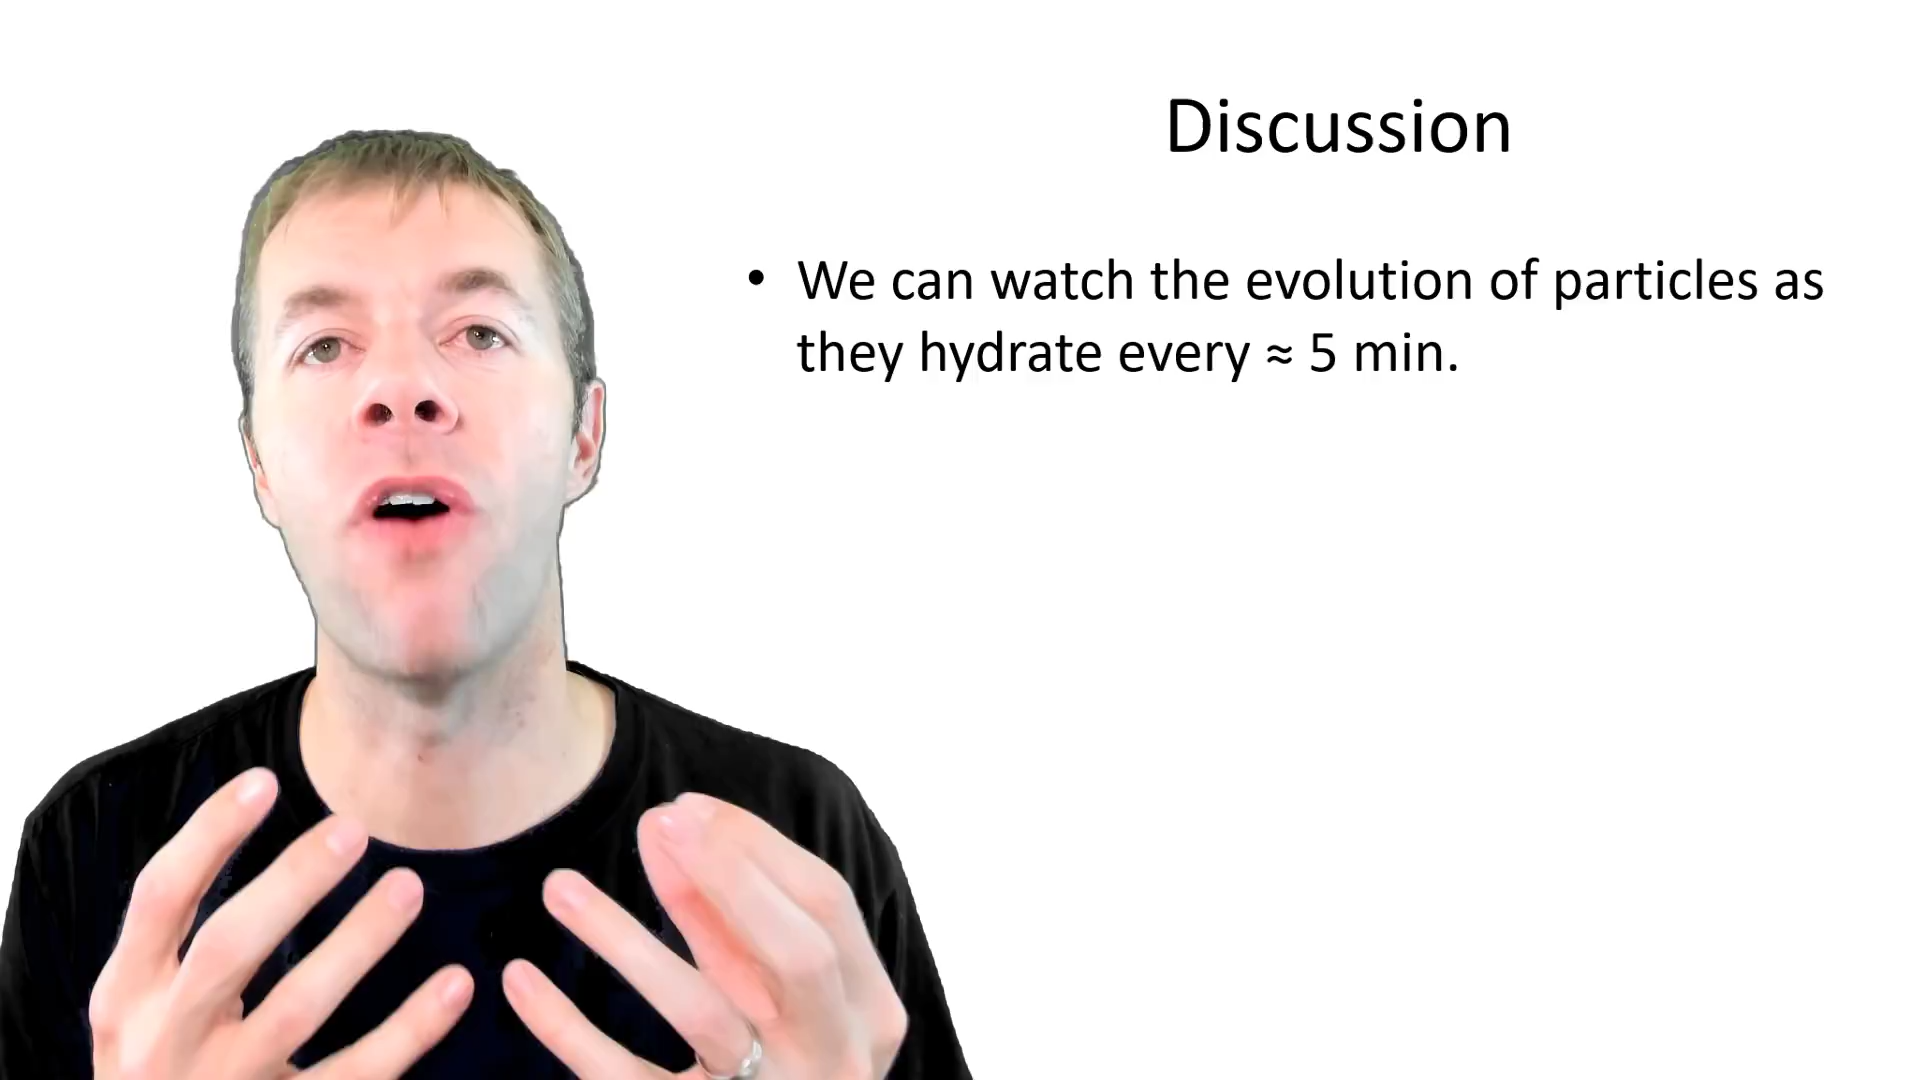 Discussion
• We can watch the evolution of particles as
they hydrate every ≈ 5 min.